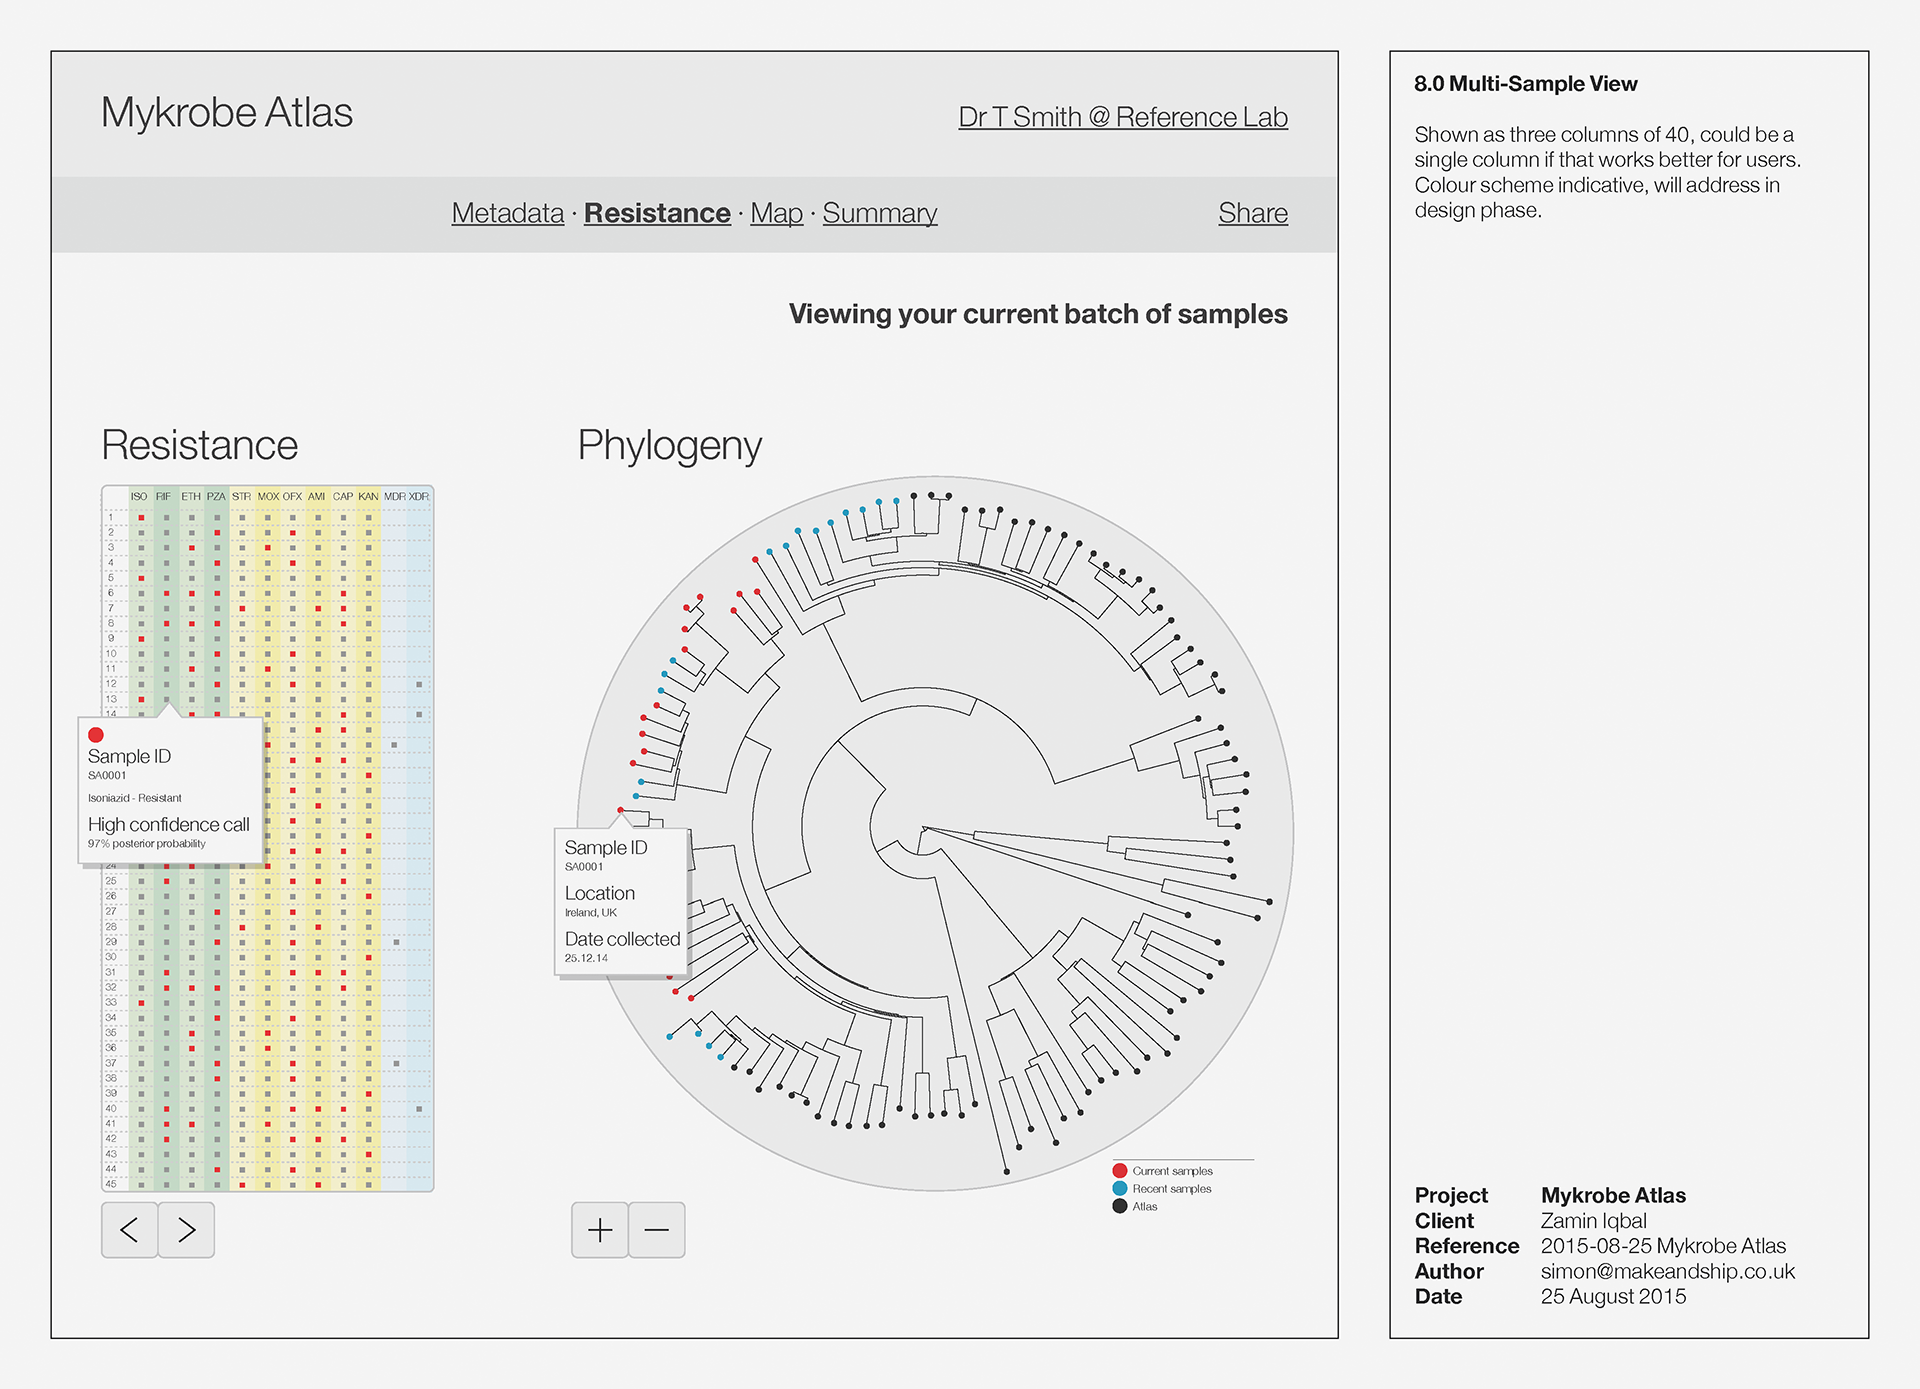 Mykrobe Atlas
Dr T Smith @ Reference Lab
Metadata · Resistance · Map · Summary
Share
Viewing your current batch of samples
Resistance
ISO RIF ETH PZA STR MOX OFX AMI CAP KAN MDR XDR
1
2
3
4
5
6
7
8
9
10
11
12
13
14
Sample ID
SA0001
Isoniazid - Resistant
High confidence call
97% posterior probability
24
25
26
27
28
29
30
31
32
33
34
35
36
37
38
39
40
41
42
43
44
45
< >
Phylogeny
Sample ID
SA0001
Location
Ireland, UK
Date collected
25.12.14
Current samples
Recent samples
Atlas
+ −
8.0 Multi-Sample View
Shown as three columns of 40, could be a
single column if that works better for users.
Colour scheme indicative, will address in
design phase.
Project Mykrobe Atlas
Client Zamin Iqbal
Reference 2015-08-25 Mykrobe Atlas
Author simon@makeandship.co.uk
Date 25 August 2015